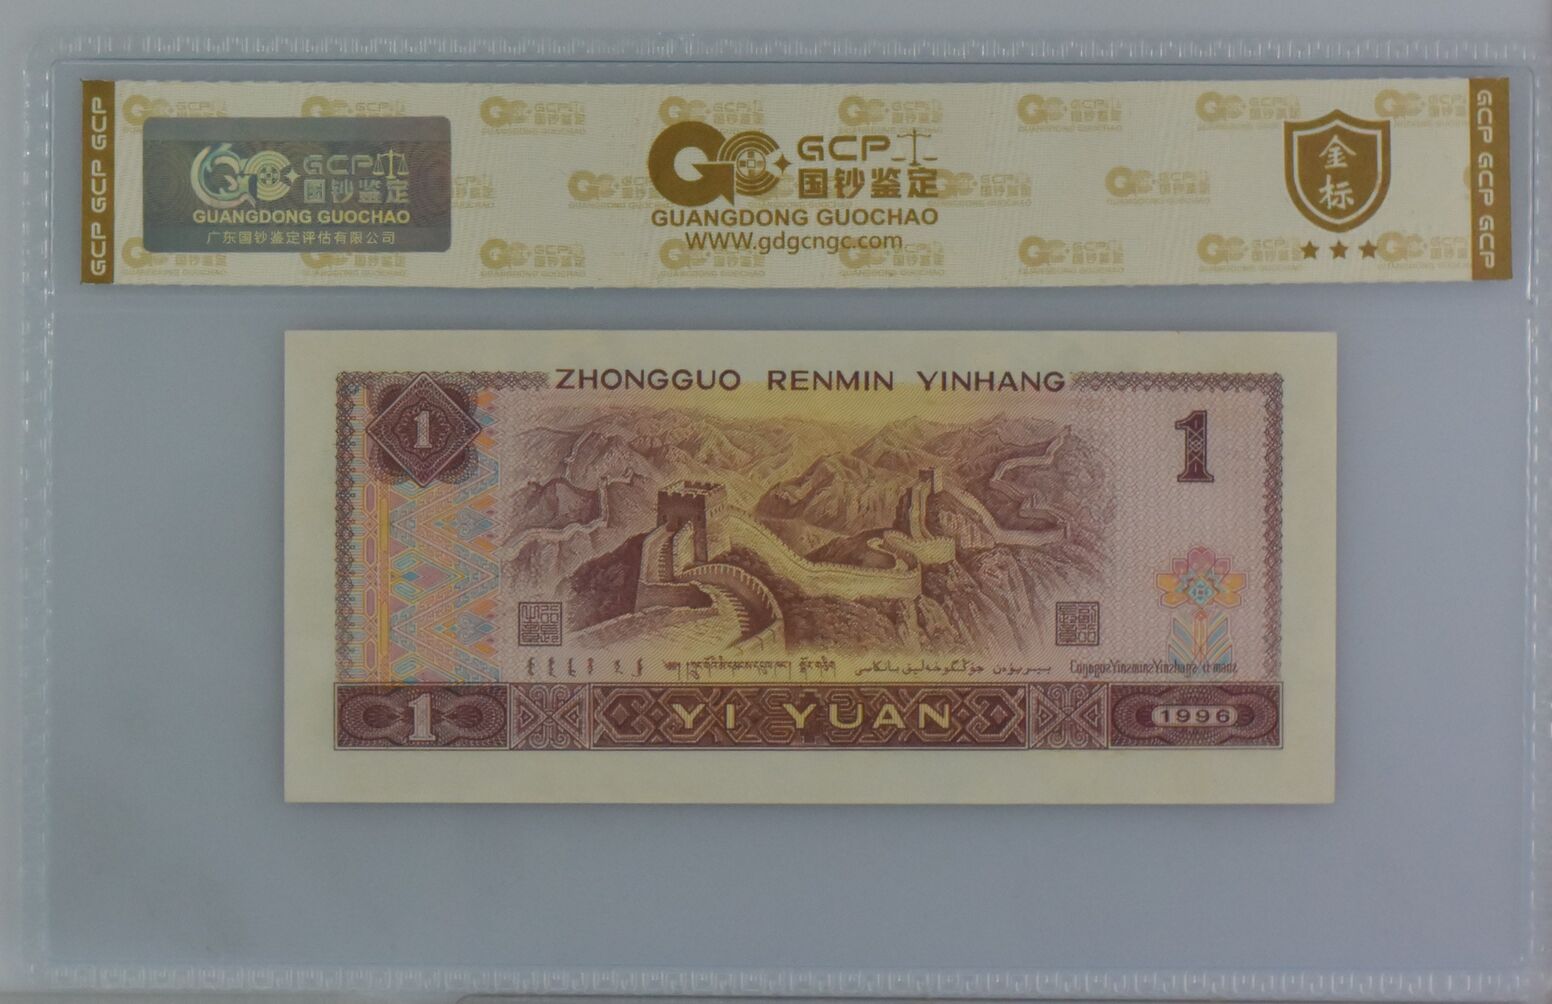 GCP GCP GCP
GCP
国钞鉴定
GUANGDONG GUOCHAO
广东国钞鉴定评估有限公司
GCP
国钞鉴定
GUANGDONG GUOCHAO
WWW.gdgcngc.com
金标
GCP GCP GCP
ZHONGGUO RENMIN YINHANG
1
1
1
YI YUAN
1996